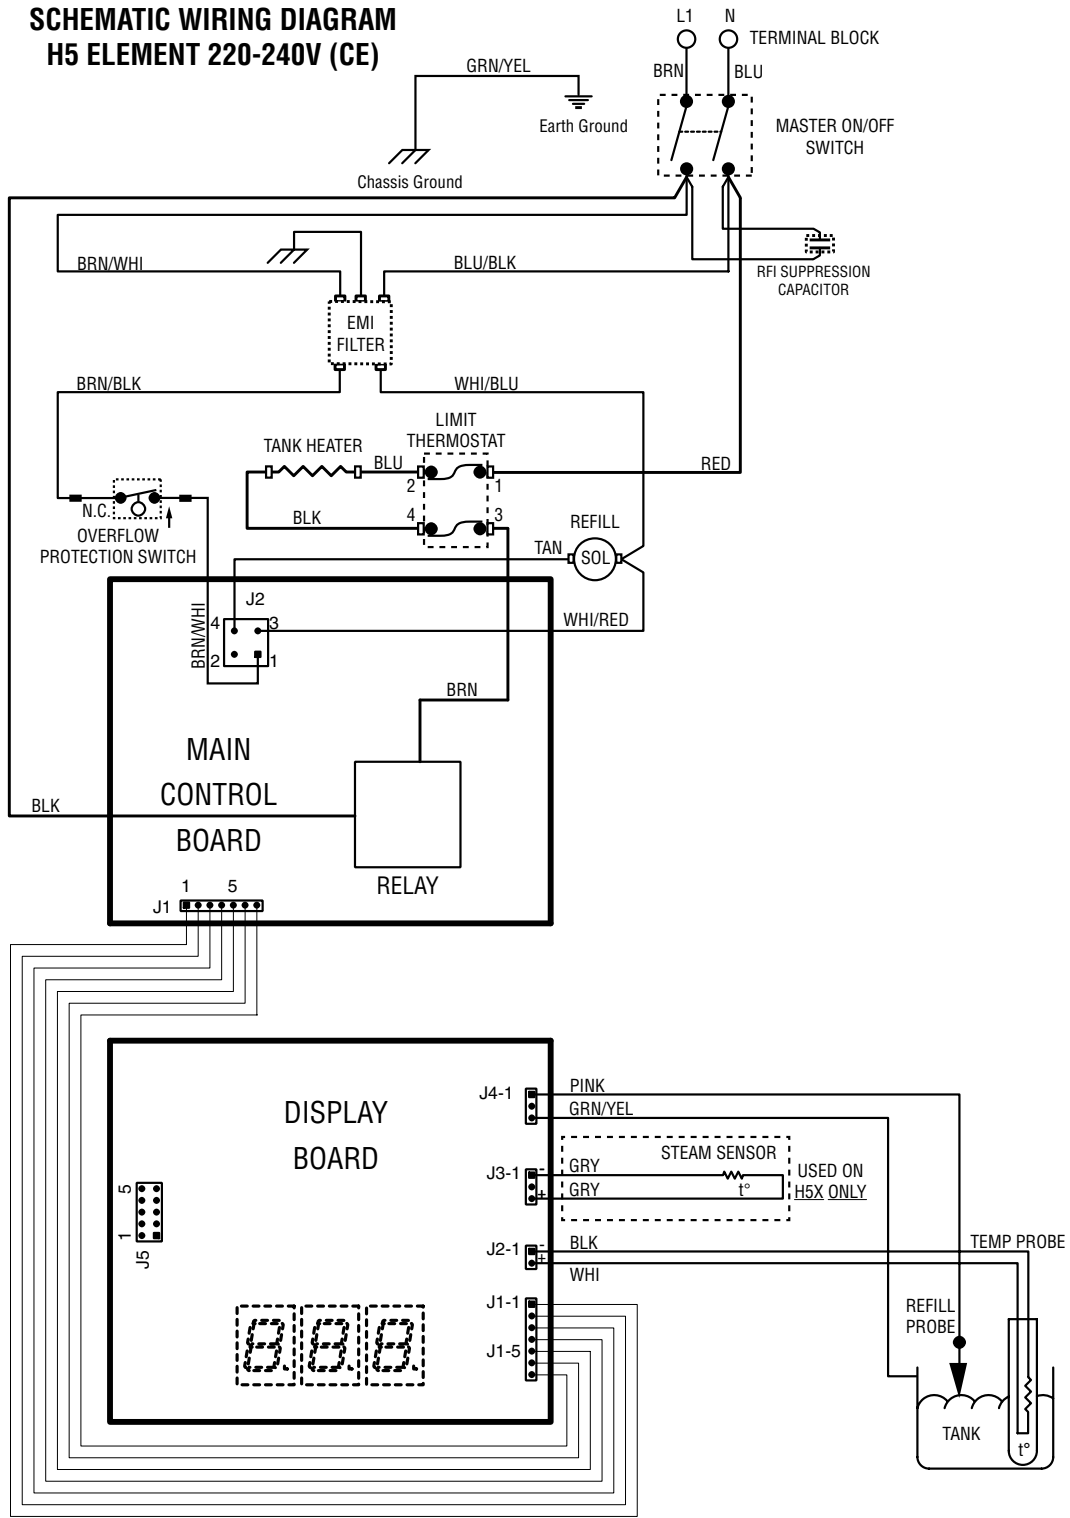 SCHEMATIC WIRING DIAGRAM
H5 ELEMENT 220-240V (CE)
L1
N
TERMINAL BLOCK
BRN
BLU
GRN/YEL
Earth Ground
Chassis Ground
MASTER ON/OFF
SWITCH
BRN/WHI
BLU/BLK
RFI SUPPRESSION
CAPACITOR
EMI
FILTER
BRN/BLK
WHI/BLU
LIMIT
THERMOSTAT
TANK HEATER
BLU
RED
2
1
N.C.
BLK
4
3
REFILL
OVERFLOW
PROTECTION SWITCH
TAN
SOL
J2
BRN/WHI
4
3
WHI/RED
2
1
BRN
MAIN
CONTROL
BOARD
BLK
RELAY
1
5
J1
DISPLAY
BOARD
J4-1
PINK
GRN/YEL
STEAM SENSOR
J3-1
-
GRY
USED ON
+
GRY
t°
H5X ONLY
5
1
J5
J2-1
-
BLK
TEMP PROBE
+
WHI
J1-1
REFILL
PROBE
J1-5
8.8.8.
TANK
t°